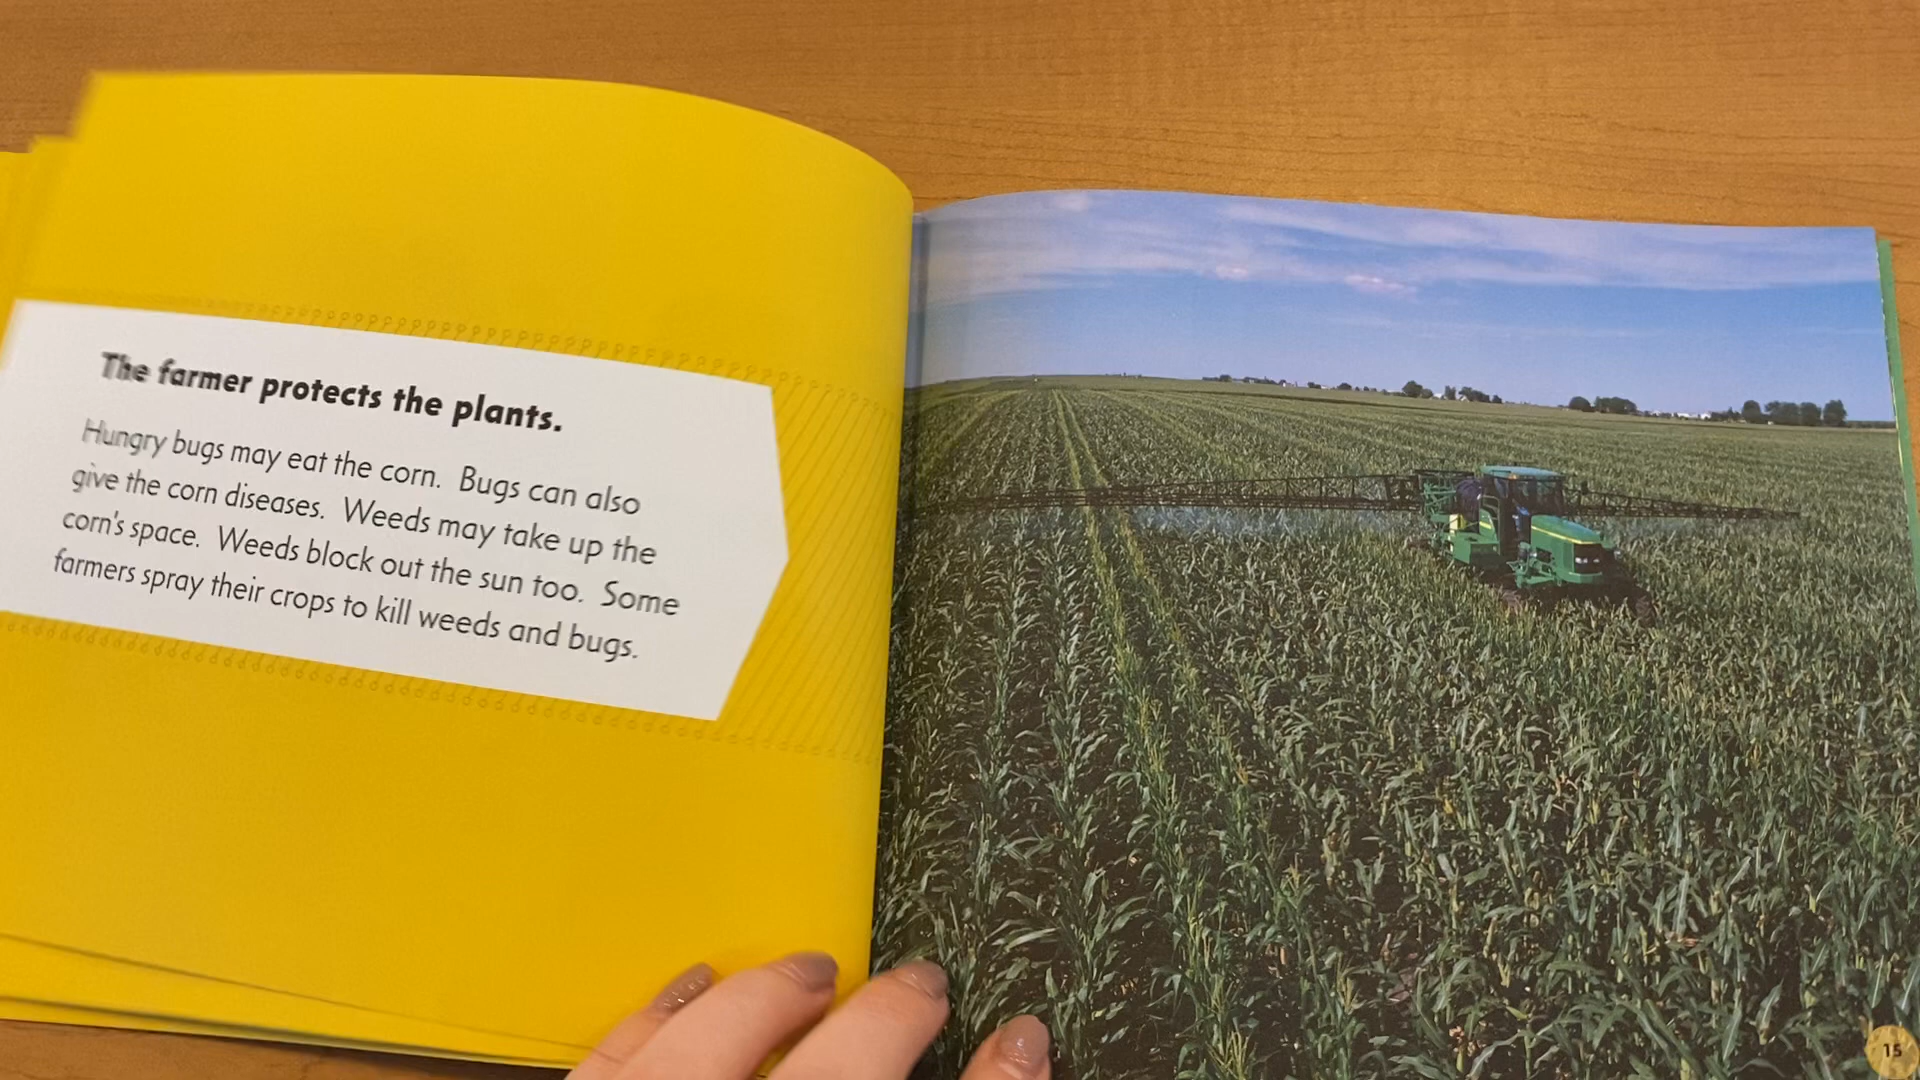 The farmer protects the plants.
Hungry bugs may eat the corn. Bugs can also
give the corn diseases. Weeds may take up the
corn's space. Weeds block out the sun too. Some
farmers spray their crops to kill weeds and bugs.
15